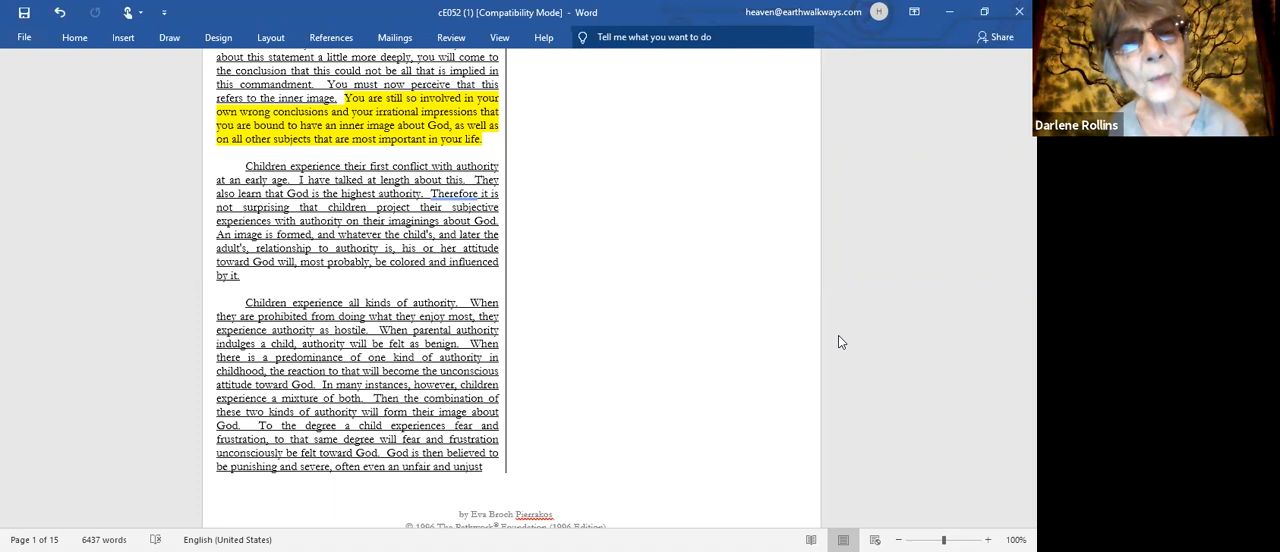 cE052 (1) [Compatibility Mode] - Word
heaven@earthwalkways.com
H
File
Home
Insert
Draw
Design
Layout
References
Mailings
Review
View
Help
Tell me what you want to do
Share
about this statement a little more deeply, you will come to
the conclusion that this could not be all that is implied in
this commandment. You must now perceive that this
refers to the inner image. You are still so involved in your
own wrong conclusions and your irrational impressions that
you are bound to have an inner image about God, as well as
on all other subjects that are most important in your life.
Children experience their first conflict with authority
at an early age. I have talked at length about this. They
also learn that God is the highest authority. Therefore it is
not surprising that children project their subjective
experiences with authority on their imaginings about God.
An image is formed, and whatever the child's, and later the
adult's, relationship to authority is, his or her attitude
toward God will, most probably, be colored and influenced
by it.
Children experience all kinds of authority. When
they are prohibited from doing what they enjoy most, they
experience authority as hostile. When parental authority
indulges a child, authority will be felt as benign. When
there is a predominance of one kind of authority in
childhood, the reaction to that will become the unconscious
attitude toward God. In many instances, however, children
experience a mixture of both. Then the combination of
these two kinds of authority will form their image about
God. To the degree a child experiences fear and
frustration, to that same degree will fear and frustration
unconsciously be felt toward God. God is then believed to
be punishing and severe, often even an unfair and unjust
by Eva Broch Pierrakos
© 1996 The Pathwork® Foundation (1996 Edition)
Page 1 of 15
6437 words
English (United States)
100%
Darlene Rollins